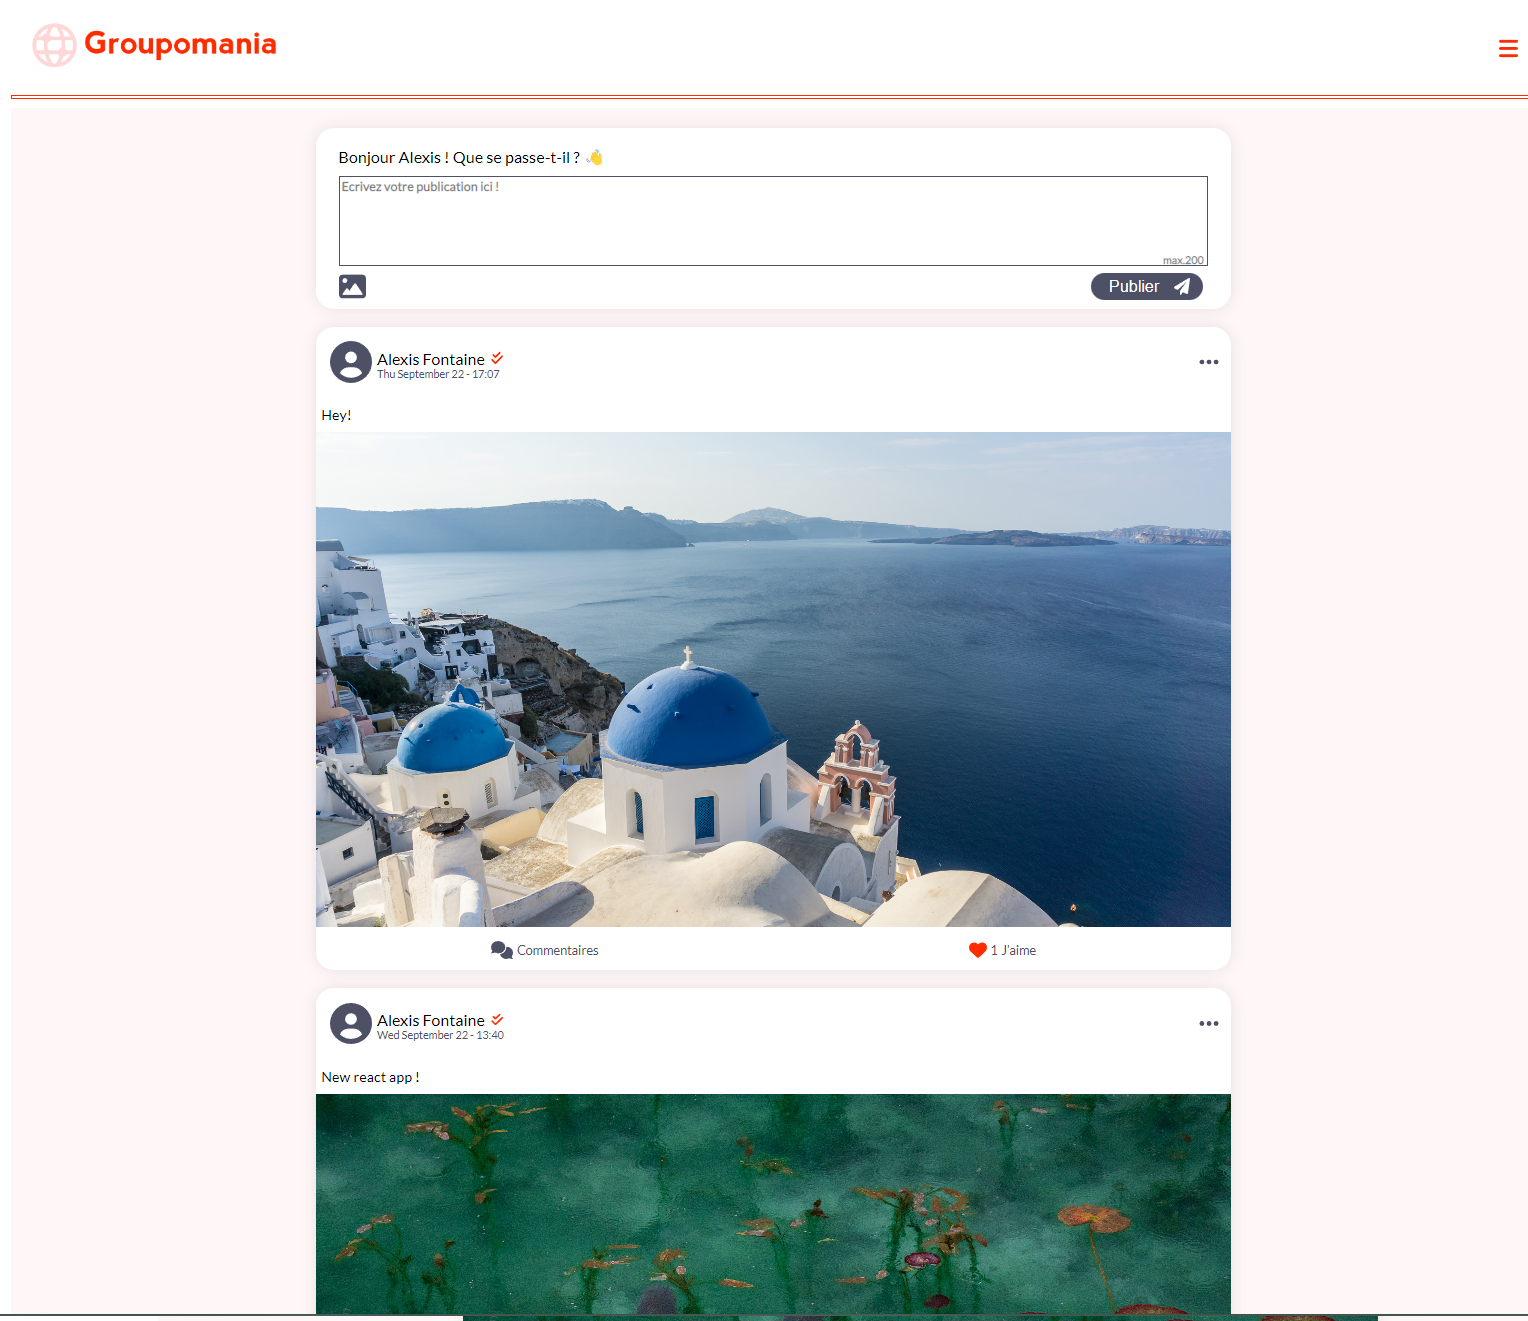 Groupomania
Bonjour Alexis ! Que se passe-t-il ? 👋
Ecrivez votre publication ici !
max.200
Publier
Alexis Fontaine
Thu September 22 - 17:07
Hey!
Commentaires
1 J'aime
Alexis Fontaine
Wed September 22 - 13:40
New react app !